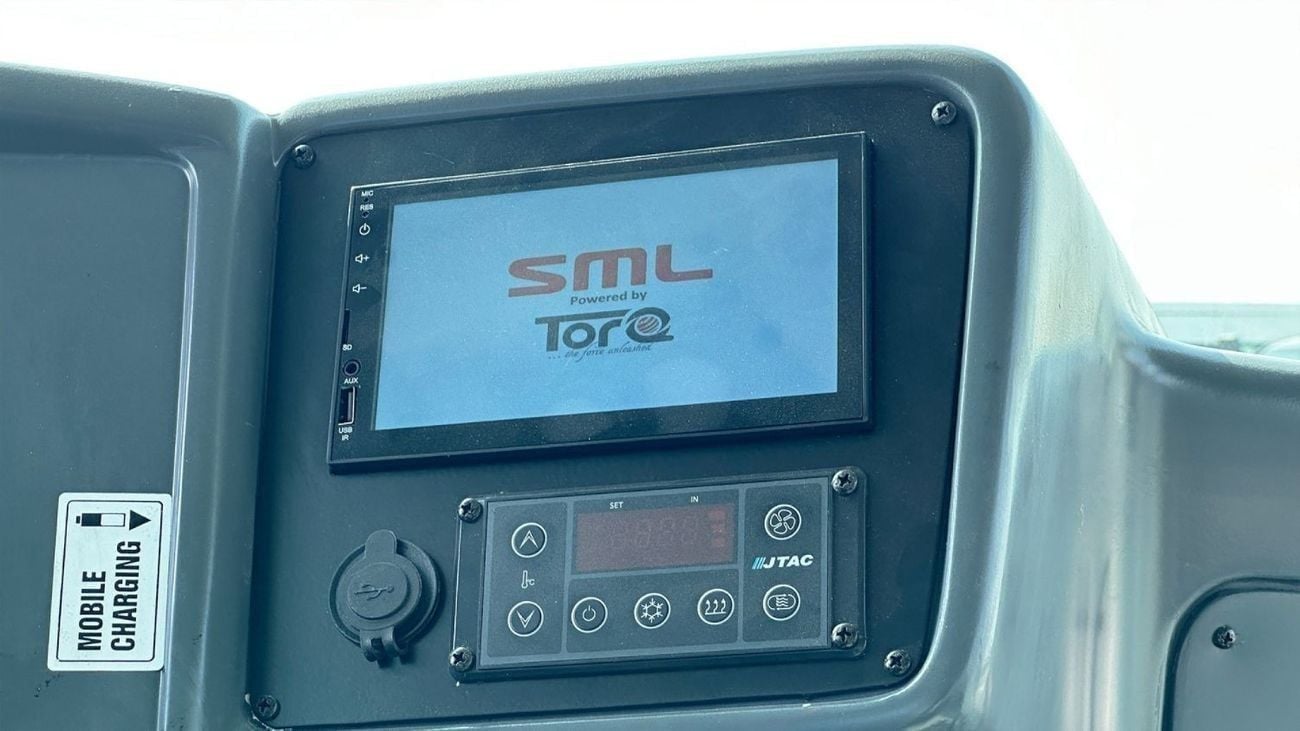 MIC
RES
SD
AUX
USB
IR
SML
Powered by
TorQ
...the force unleashed
MOBILE
CHARGING
SET IN
°C
JTAC